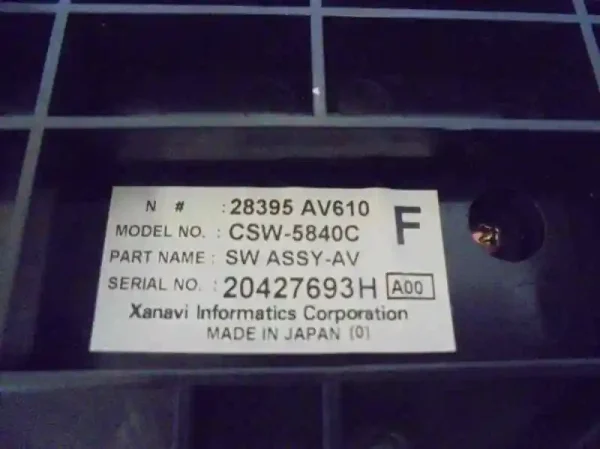 N # : 28395 AV610 F
MODEL NO. : CSW-5840C
PART NAME : SW ASSY-AV
SERIAL NO. : 20427693H A00
Xanavi Informatics Corporation
MADE IN JAPAN (0)